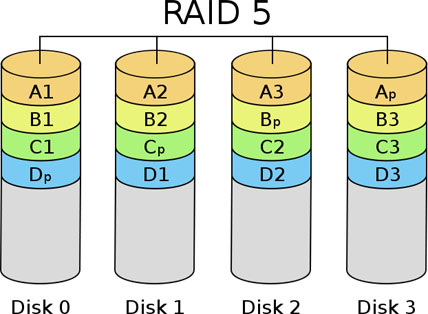 RAID 5
A1 A2 A3 Ap
B1 B2 Bp B3
C1 Cp C2 C3
Dp D1 D2 D3
Disk 0 Disk 1 Disk 2 Disk 3